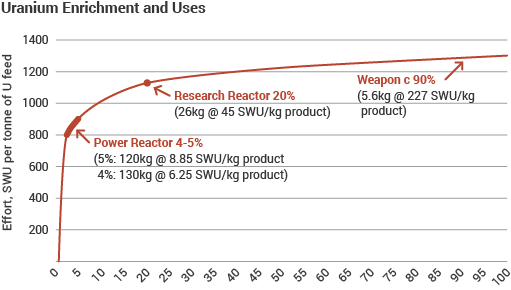 Uranium Enrichment and Uses
Effort, SWU per tonne of U feed
1400
1200
1000
800
600
400
200
Weapon c 90%
(5.6kg @ 227 SWU/kg
product)
Research Reactor 20%
(26kg @ 45 SWU/kg product)
Power Reactor 4-5%
(5%: 120kg @ 8.85 SWU/kg product
4%: 130kg @ 6.25 SWU/kg product)
0 5 10 15 20 25 30 35 40 45 50 55 60 65 70 75 80 85 90 95 100